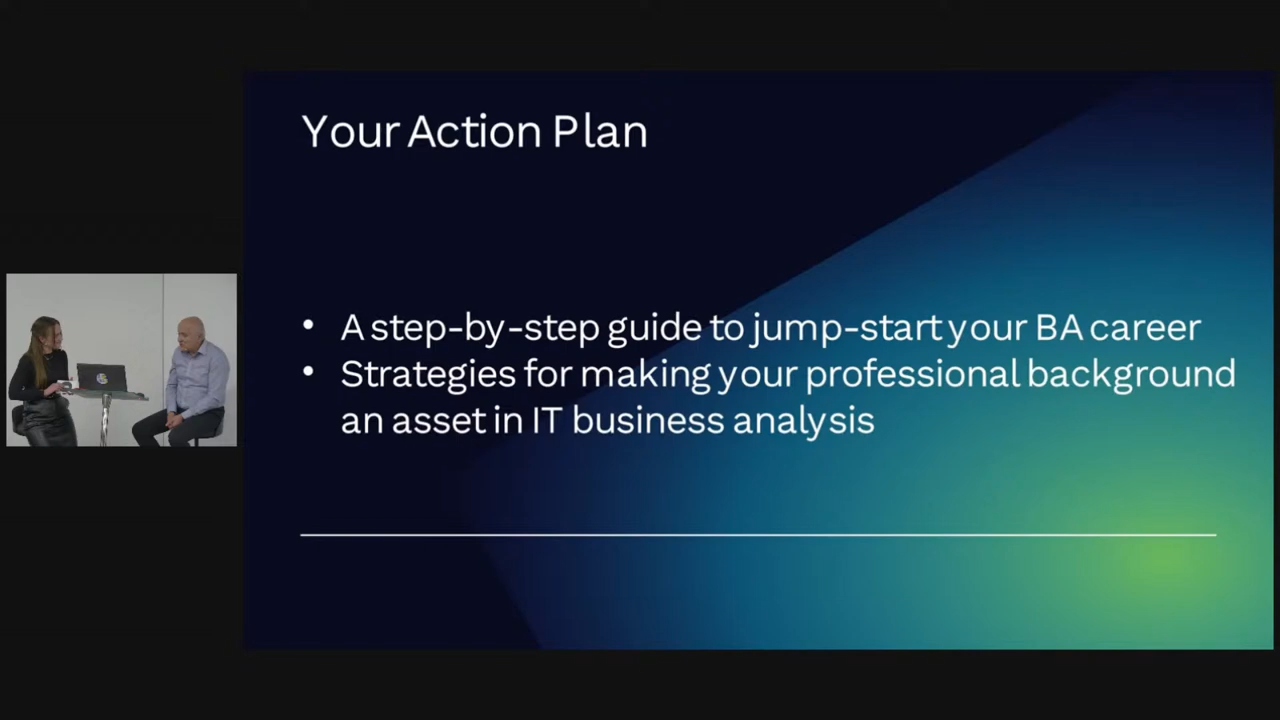 Your Action Plan
• A step-by-step guide to jump-start your BA career
• Strategies for making your professional background
an asset in IT business analysis